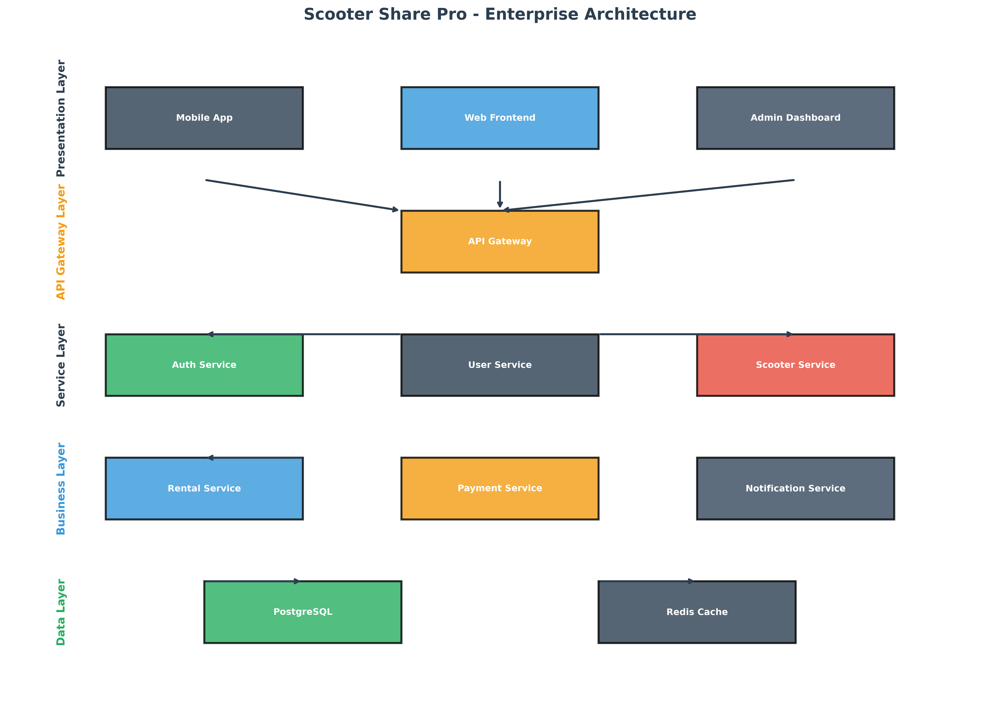 Scooter Share Pro - Enterprise Architecture
Presentation Layer
Mobile App
Web Frontend
Admin Dashboard
API Gateway Layer
API Gateway
Service Layer
Auth Service
User Service
Scooter Service
Business Layer
Rental Service
Payment Service
Notification Service
Data Layer
PostgreSQL
Redis Cache